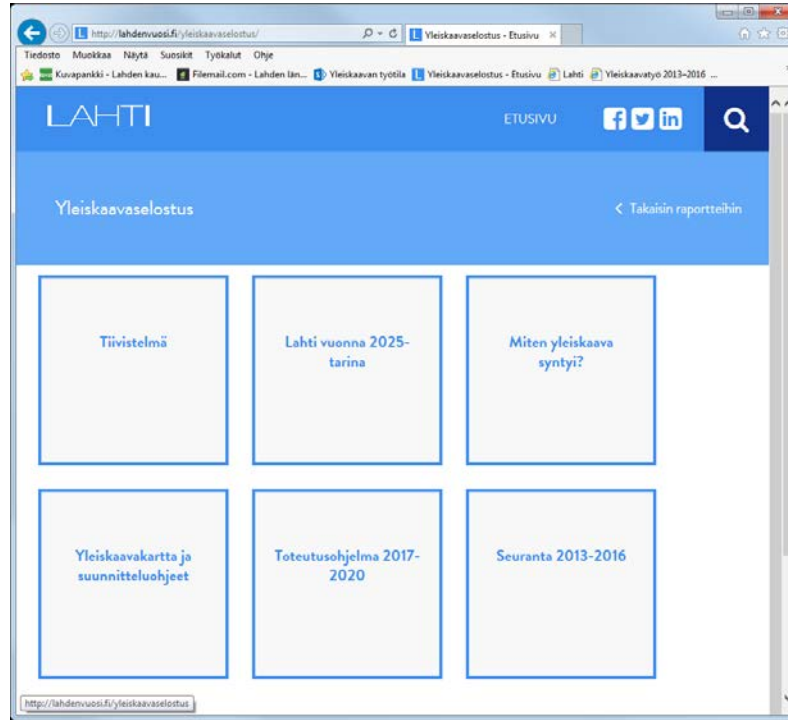 http://lahdenvuosi.fi/yleiskaavaselostus/
Yleiskaavaselostus - Etusivu
Tiedosto Muokkaa Näytä Suosikit Työkalut Ohje
Kuvapankki - Lahden kau... Filemail.com - Lahden län... Yleiskaavan työtila Yleiskaavaselostus - Etusivu Lahti Yleiskaavatyö 2013-2016 ...
LAHTI
ETUSIVU
Yleiskaavaselostus
Takaisin raportteihin
Tiivistelmä
Lahti vuonna 2025-
tarina
Miten yleiskaava
syntyi?
Yleiskaavakartta ja
suunnitteluohjeet
Toteutusohjelma 2017-
2020
Seuranta 2013-2016
http://lahdenvuosi.fi/yleiskaavaselostus